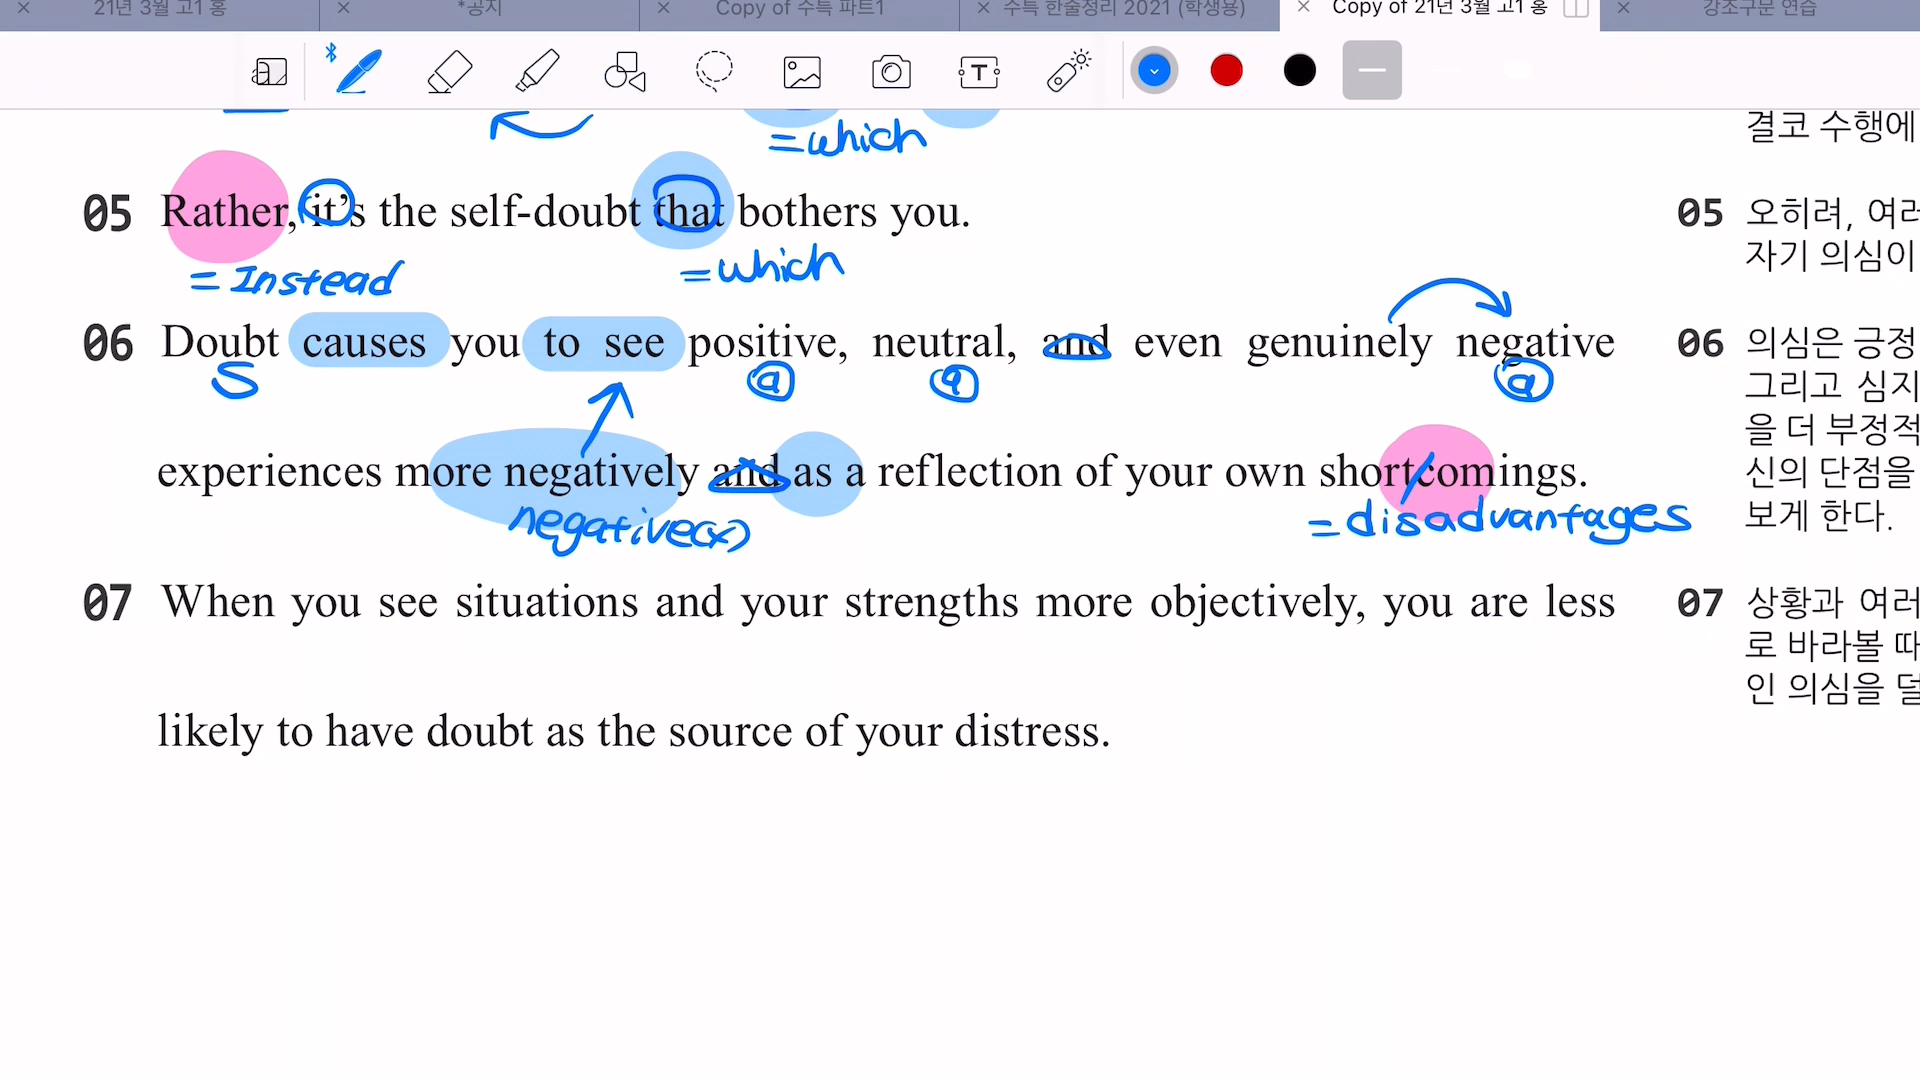 21년 3월 고1 홍
*공지
Copy of 수특 파트1
수특 한술정리 2021 (학생용)
Copy of 21년 3월 고1 홍
강조구문 연습
=which
결코 수행에
05 Rather, it's the self-doubt that bothers you.
= Instead
=which
05 오히려, 여러
자기 의심이
06 Doubt causes you to see positive, neutral, and even genuinely negative
S
ⓐ
ⓐ
ⓐ
experiences more negatively and as a reflection of your own shortcomings.
negative(x)
=disadvantages
06 의심은 긍정
그리고 심지
을 더 부정적
신의 단점을
보게 한다.
07 When you see situations and your strengths more objectively, you are less
likely to have doubt as the source of your distress.
07 상황과 여러
로 바라볼 때
인 의심을 덜